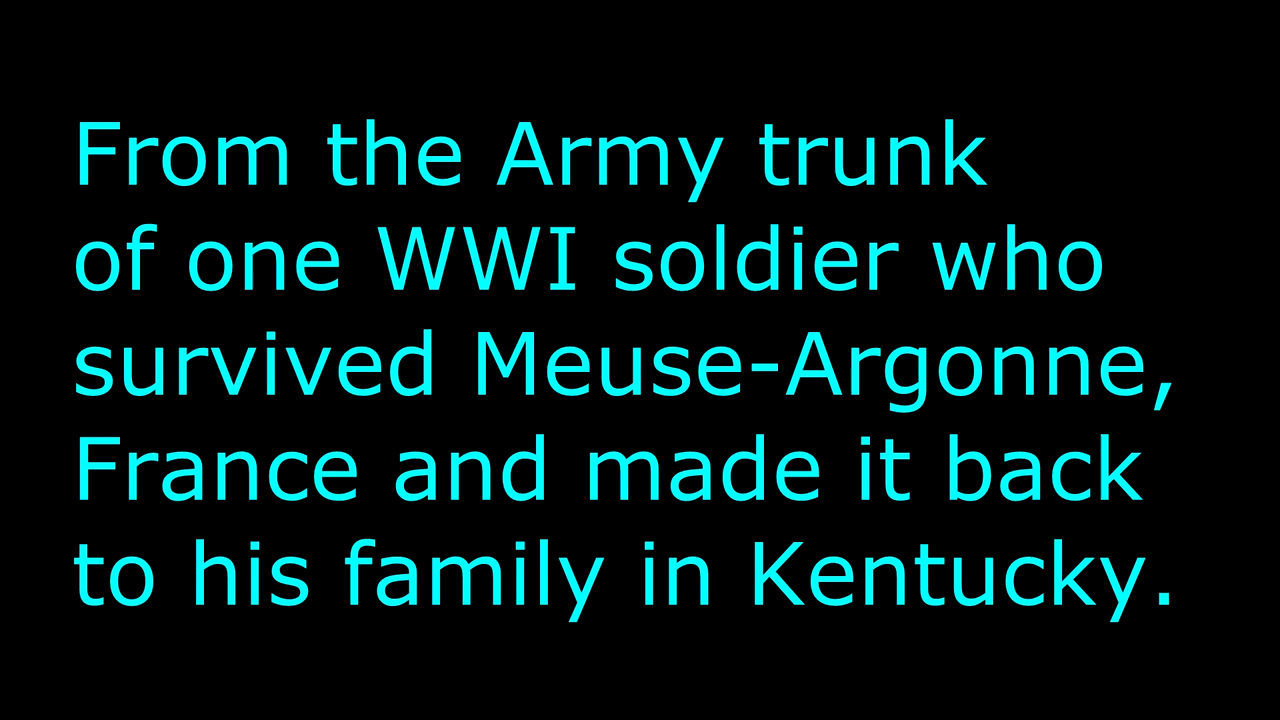 From the Army trunk
of one WWI soldier who
survived Meuse-Argonne,
France and made it back
to his family in Kentucky.